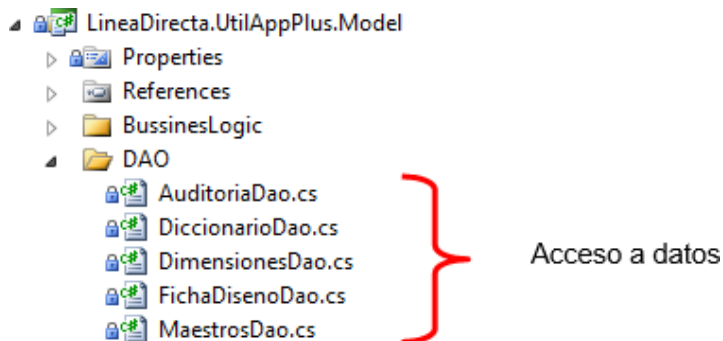 LineaDirecta.UtilAppPlus.Model
Properties
References
BussinesLogic
DAO
AuditoriaDao.cs
DiccionarioDao.cs
DimensionesDao.cs
Acceso a datos
FichaDisenoDao.cs
MaestrosDao.cs